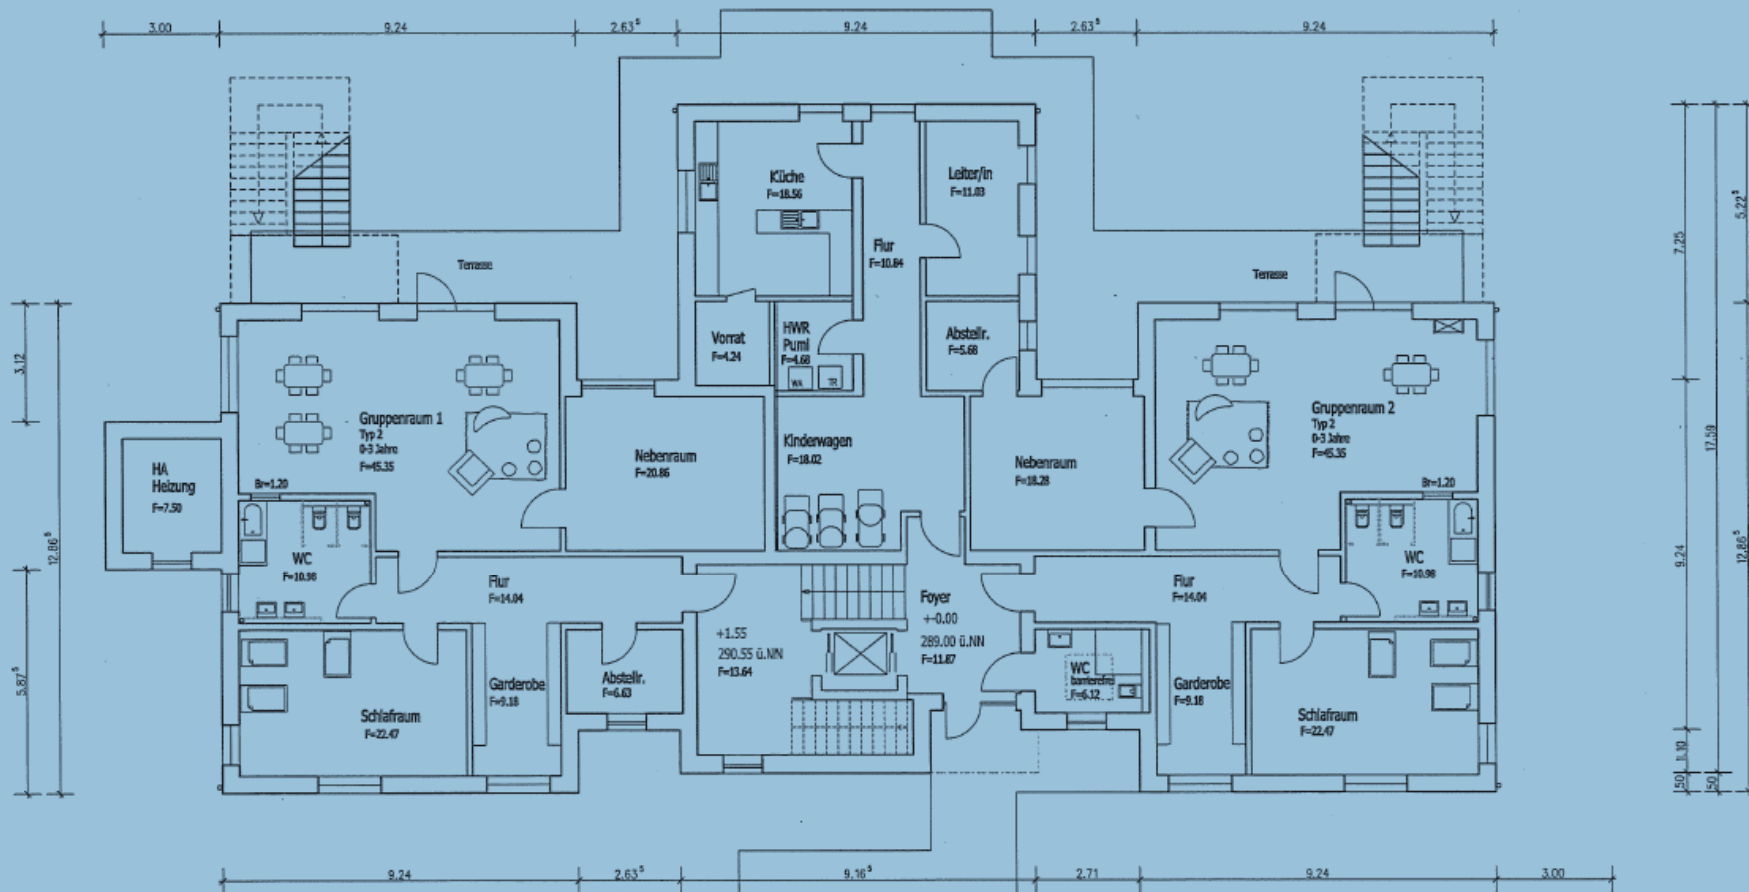 3.00
9.24
2.63⁵
9.24
2.63⁵
9.24
Küche
F=18.56
Leiter/in
F=11.03
Flur
F=10.84
Terrasse
Terrasse
5.22⁵
7.25
17.59
3.12
12.86⁵
Vorrat
F=4.24
HWR
Pumi
F=4.68
WA
TR
Abstellr.
F=5.68
Gruppenraum 1
Typ 2
0-3 Jahre
F=45.35
Gruppenraum 2
Typ 2
0-3 Jahre
F=45.35
Nebenraum
F=20.86
Kinderwagen
F=18.02
Nebenraum
F=18.28
HA
Heizung
F=7.50
Br=1.20
Br=1.20
WC
F=10.98
WC
F=10.98
9.24
12.86⁵
Flur
F=14.04
Flur
F=14.04
Foyer
+-0.00
289.00 ü.NN
F=11.87
+1.55
290.55 ü.NN
F=13.64
5.87⁵
Schlafraum
F=22.47
Garderobe
F=9.18
Abstellr.
F=6.63
WC
barrierefrei
F=6.12
Garderobe
F=9.18
Schlafraum
F=22.47
1.10
50
50
9.24
2.63⁵
9.16⁵
2.71
9.24
3.00